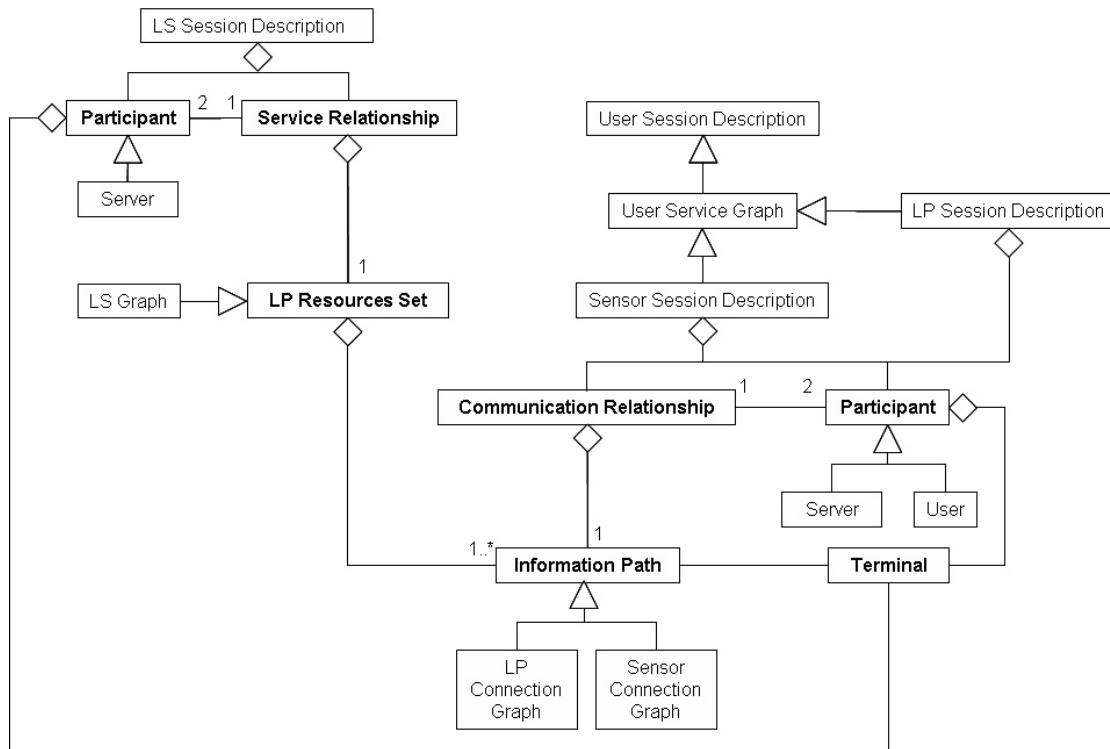 LS Session Description
Participant
2
1
Service Relationship
User Session Description
Server
User Service Graph
LP Session Description
1
LS Graph
LP Resources Set
Sensor Session Description
Communication Relationship
1
2
Participant
Server
User
1..*
1
Information Path
Terminal
LP
Connection
Graph
Sensor
Connection
Graph